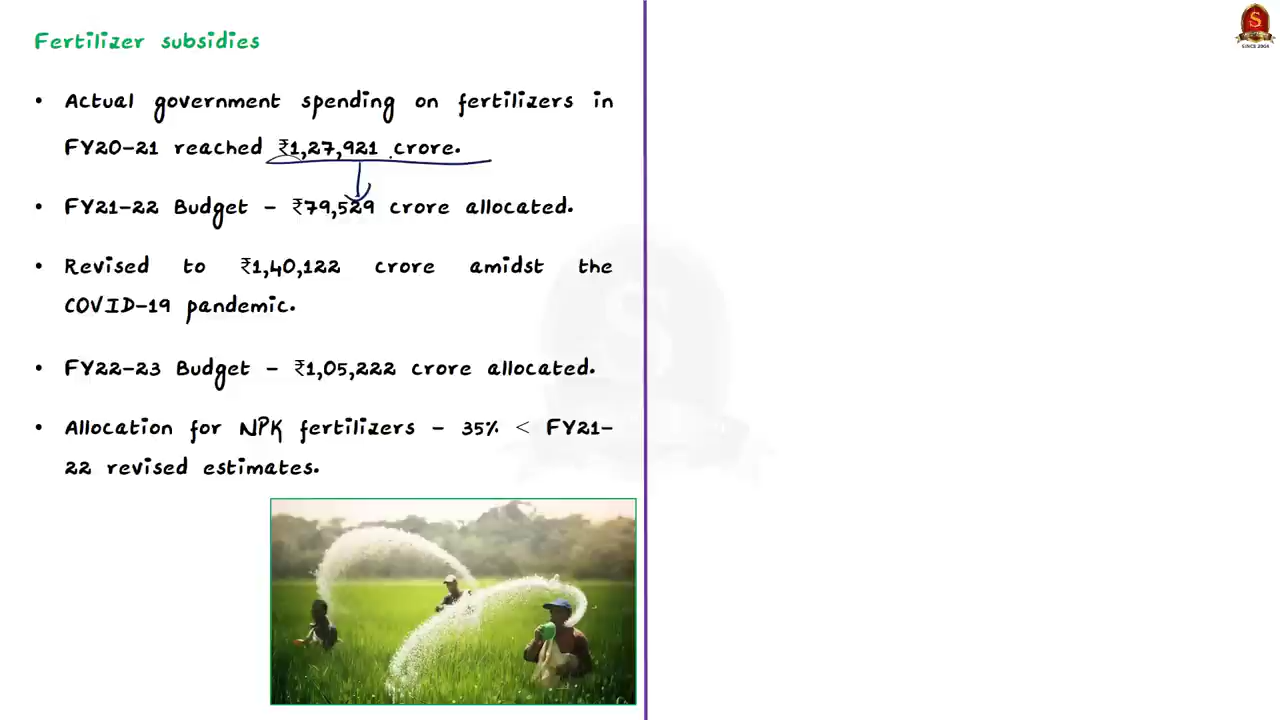 Fertilizer subsidies
• Actual government spending on fertilizers in
FY20-21 reached ₹1,27,921 crore.
• FY21-22 Budget - ₹79,529 crore allocated.
• Revised to ₹1,40,122 crore amidst the
COVID-19 pandemic.
• FY22-23 Budget - ₹1,05,222 crore allocated.
• Allocation for NPK fertilizers - 35% < FY21-
22 revised estimates.
S
SINCE 2004